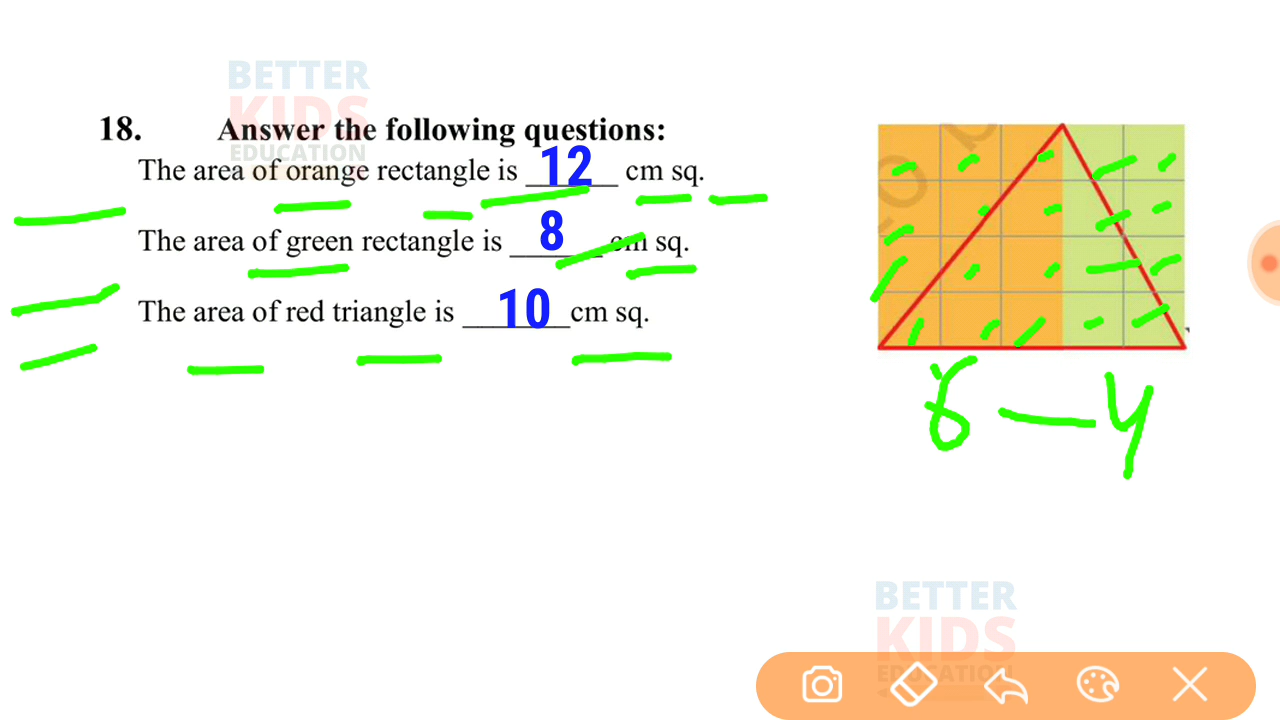 BETTER
KIDS
EDUCATION
18. Answer the following questions:
The area of orange rectangle is 12 cm sq.
The area of green rectangle is 8 cm sq.
The area of red triangle is 10 cm sq.
6 — 4
BETTER
KIDS
EDUCATION